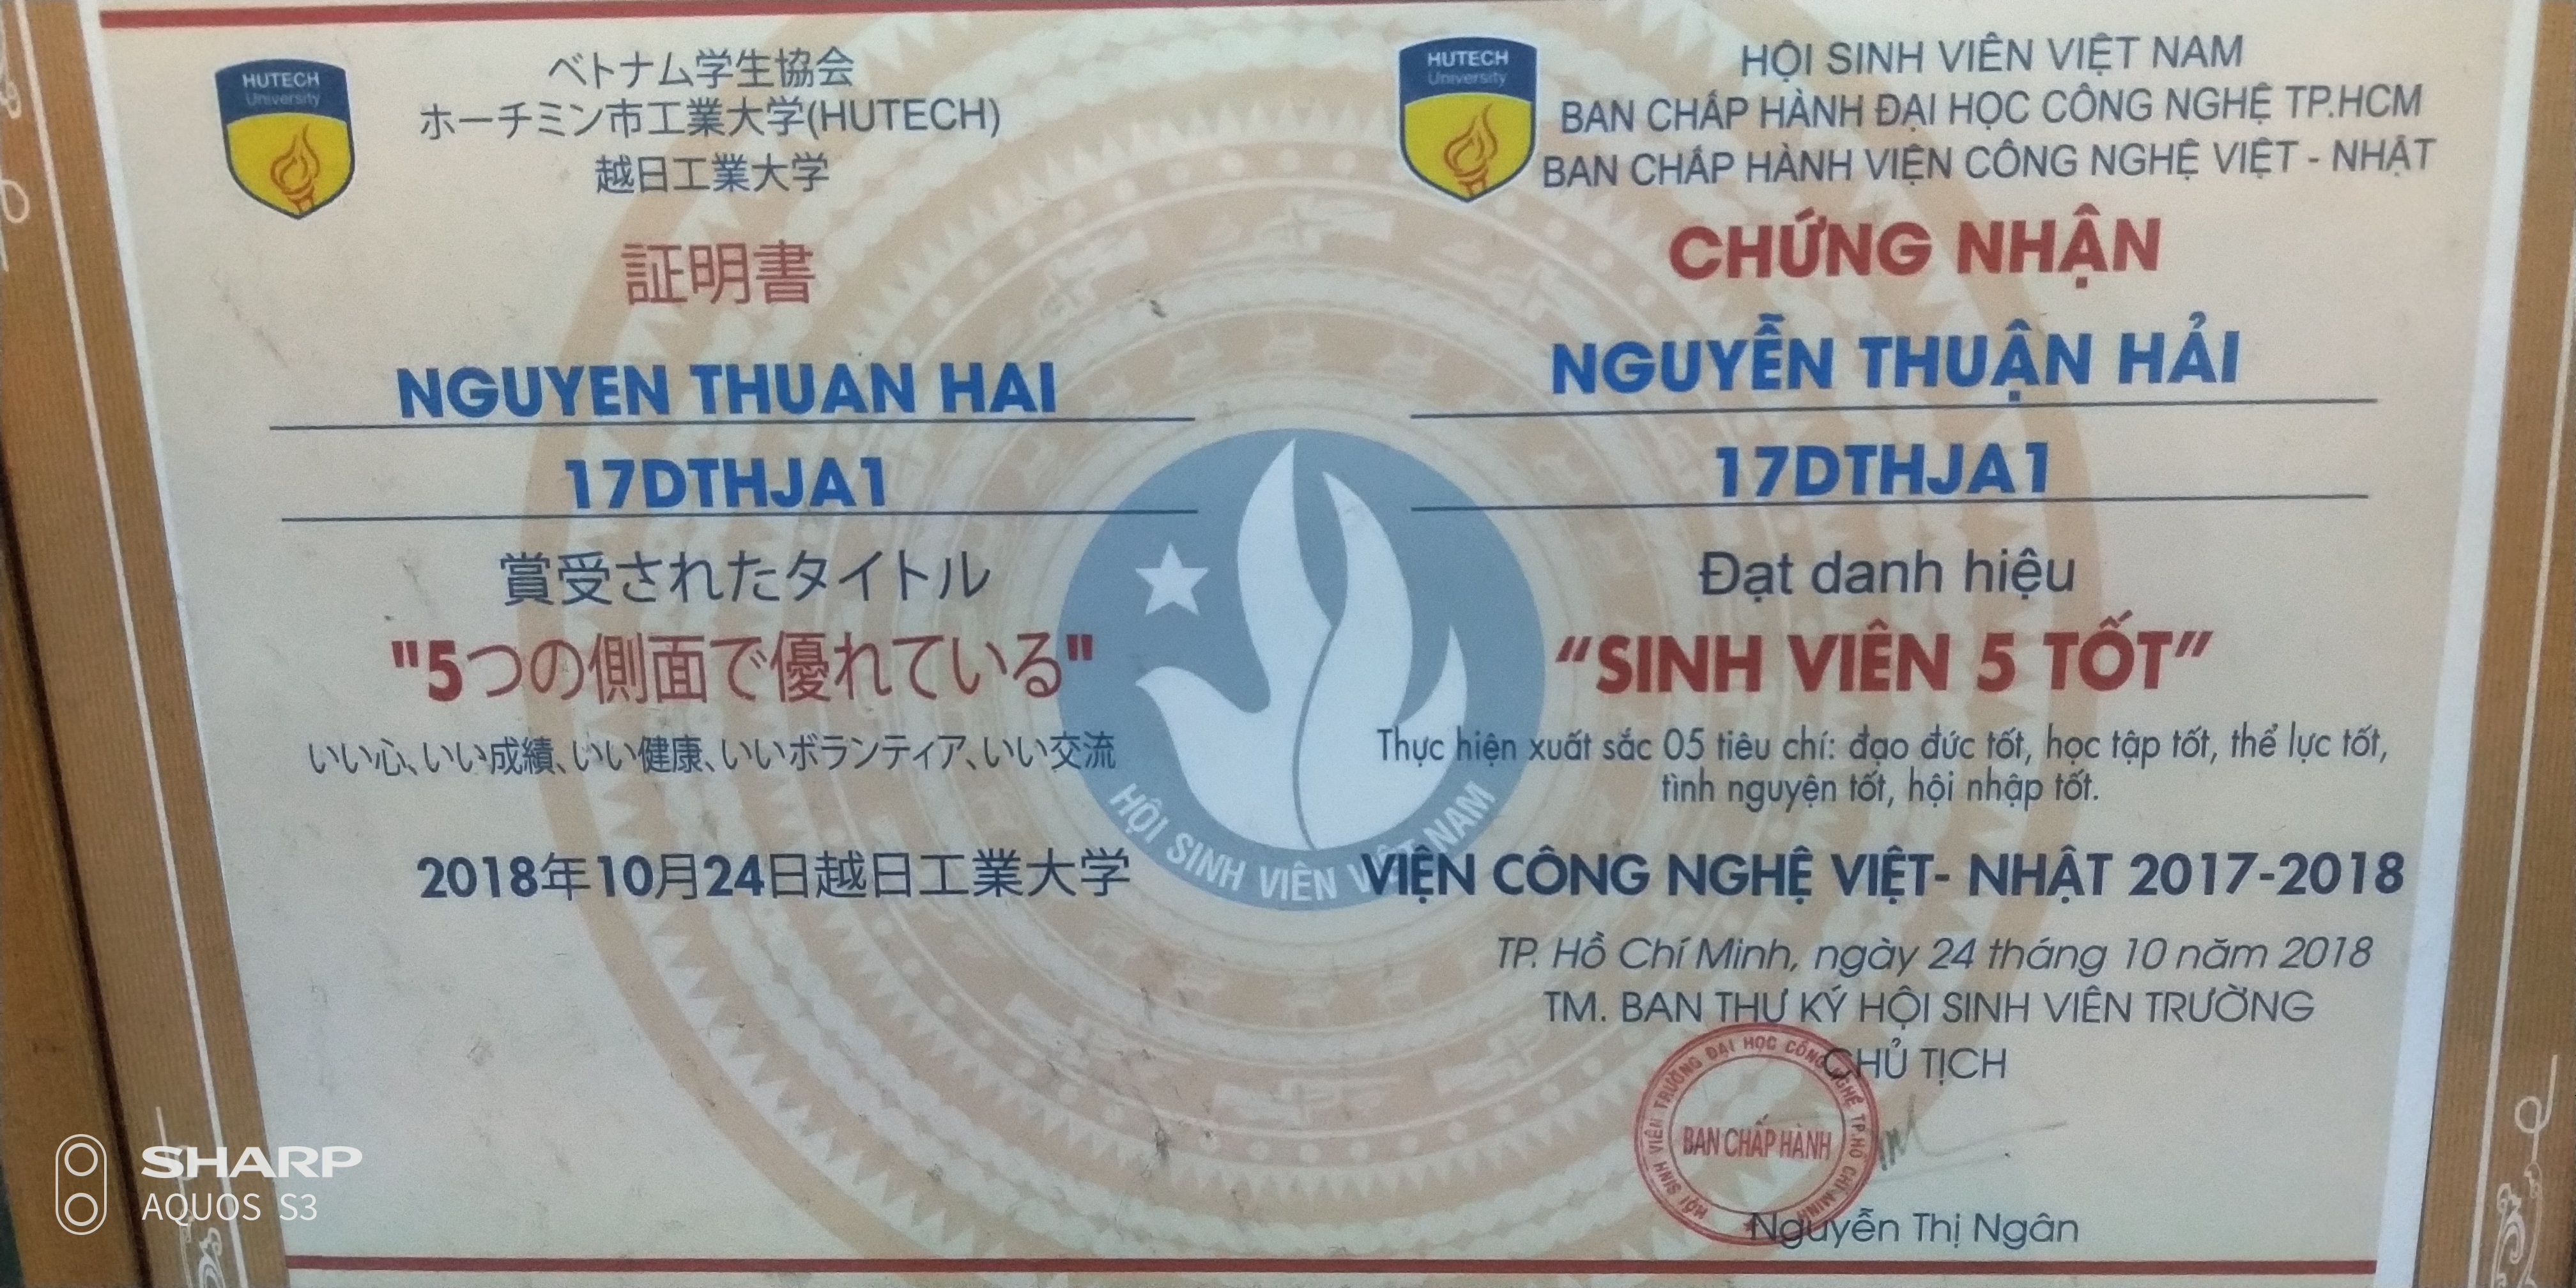 HUTECH
University
ベトナム学生協会
ホーチミン市工業大学(HUTECH)
越日工業大学
証明書
NGUYEN THUAN HAI
17DTHJA1
賞受されたタイトル
"5つの側面で優れている"
いい心、いい成績、いい健康、いいボランティア、いい交流
2018年10月24日越日工業大学
HUTECH
University
HỘI SINH VIÊN VIỆT NAM
BAN CHẤP HÀNH ĐẠI HỌC CÔNG NGHỆ TP.HCM
BAN CHẤP HÀNH VIỆN CÔNG NGHỆ VIỆT - NHẬT
CHỨNG NHẬN
NGUYỄN THUẬN HẢI
17DTHJA1
Đạt danh hiệu
“SINH VIÊN 5 TỐT”
Thực hiện xuất sắc 05 tiêu chí: đạo đức tốt, học tập tốt, thể lực tốt,
tình nguyện tốt, hội nhập tốt.
HỘI SINH VIÊN VIỆT NAM
VIỆN CÔNG NGHỆ VIỆT- NHẬT 2017-2018
TP. Hồ Chí Minh, ngày 24 tháng 10 năm 2018
TM. BAN THƯ KÝ HỘI SINH VIÊN TRƯỜNG
CHỦ TỊCH
HỘI SINH VIÊN TRƯỜNG ĐẠI HỌC CÔNG NGHỆ TP.HỒ CHÍ MINH
BAN CHẤP HÀNH
Nguyễn Thị Ngân
SHARP
AQUOS S3